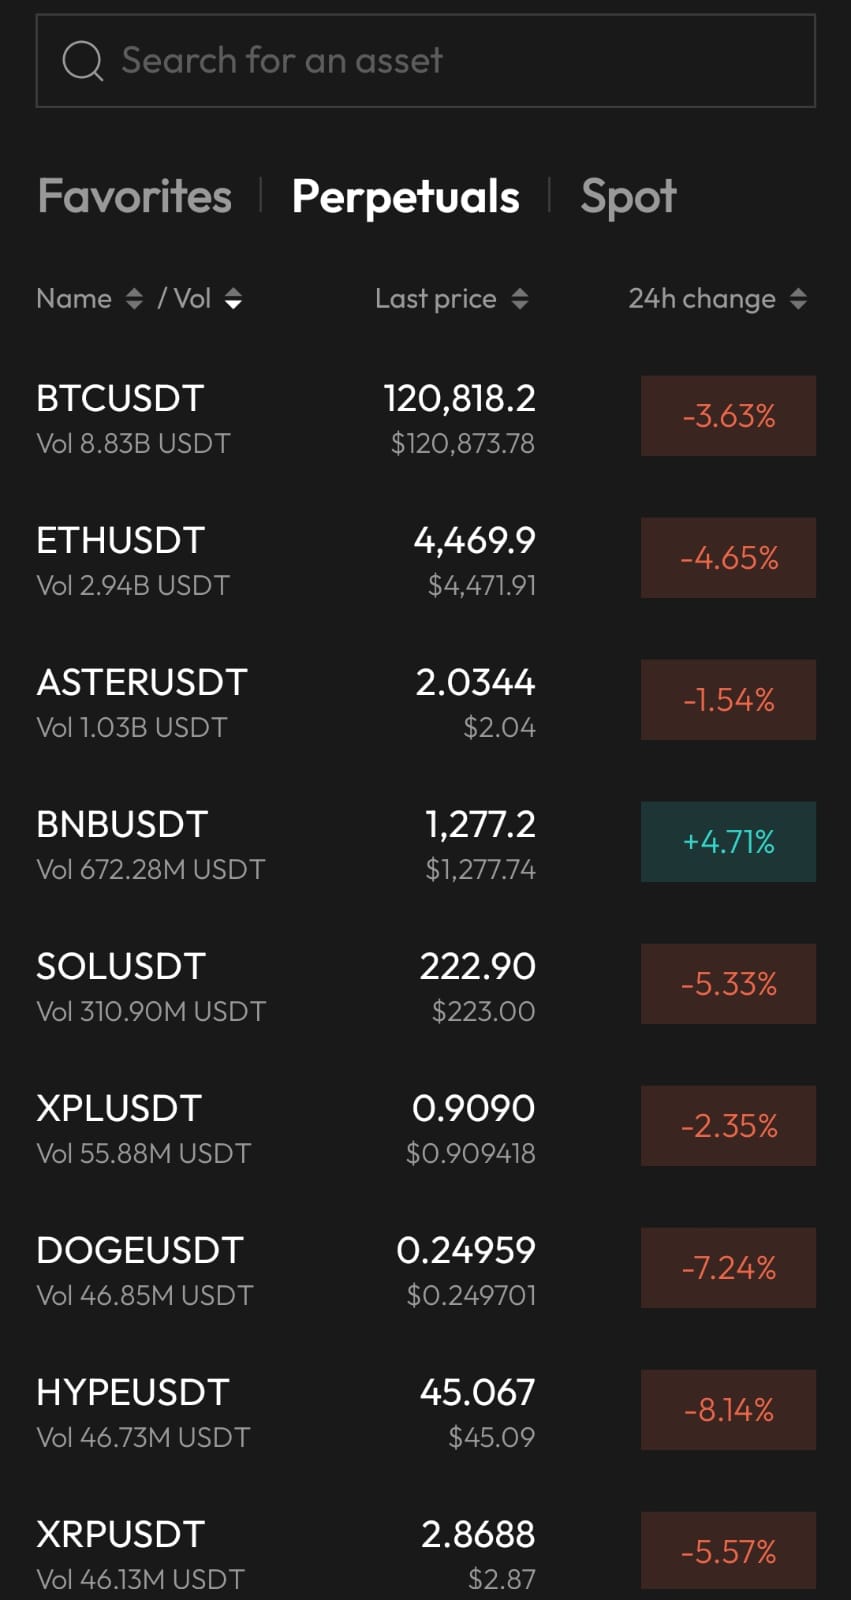 Search for an asset
Favorites | Perpetuals | Spot
Name / Vol Last price 24h change
BTCUSDT 120,818.2 -3.63%
Vol 8.83B USDT $120,873.78
ETHUSDT 4,469.9 -4.65%
Vol 2.94B USDT $4,471.91
ASTERUSDT 2.0344 -1.54%
Vol 1.03B USDT $2.04
BNBUSDT 1,277.2 +4.71%
Vol 672.28M USDT $1,277.74
SOLUSDT 222.90 -5.33%
Vol 310.90M USDT $223.00
XPLUSDT 0.9090 -2.35%
Vol 55.88M USDT $0.909418
DOGEUSDT 0.24959 -7.24%
Vol 46.85M USDT $0.249701
HYPEUSDT 45.067 -8.14%
Vol 46.73M USDT $45.09
XRPUSDT 2.8688 -5.57%
Vol 46.13M USDT $2.87